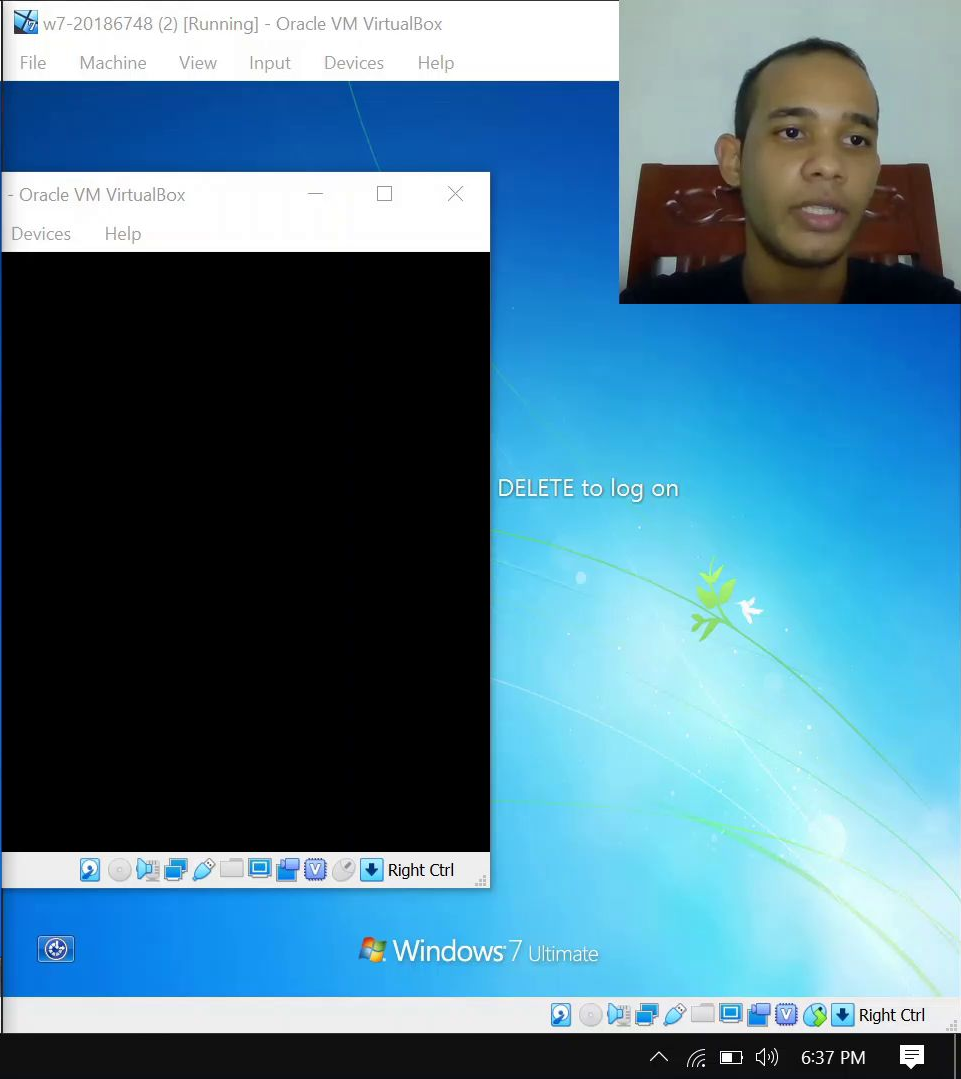 w7-20186748 (2) [Running] - Oracle VM VirtualBox
File Machine View Input Devices Help
- Oracle VM VirtualBox
Devices Help
DELETE to log on
Right Ctrl
Windows 7 Ultimate
Right Ctrl
6:37 PM